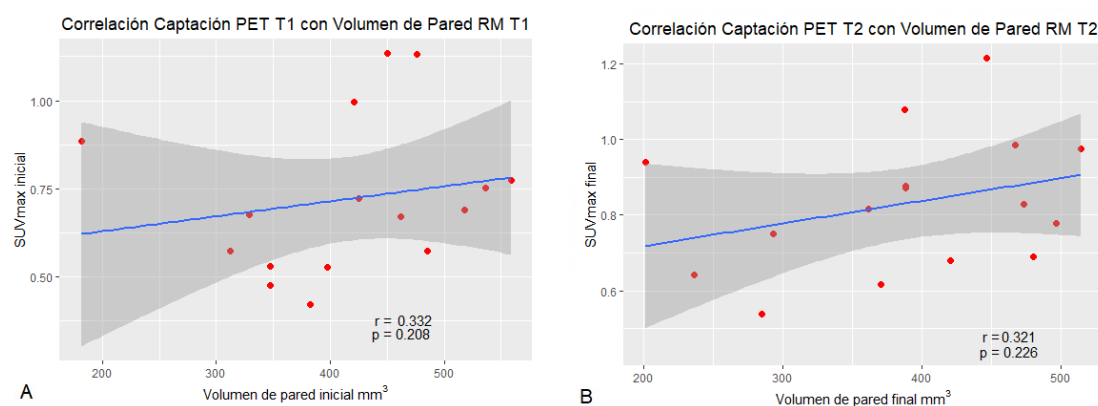 Correlación Captación PET T1 con Volumen de Pared RM T1
SUVmax inicial
1.00
0.75
0.50
r = 0.332
p = 0.208
200
300
400
500
Volumen de pared inicial mm³
A
Correlación Captación PET T2 con Volumen de Pared RM T2
SUVmax final
1.2
1.0
0.8
0.6
r = 0.321
p = 0.226
200
300
400
500
Volumen de pared final mm³
B